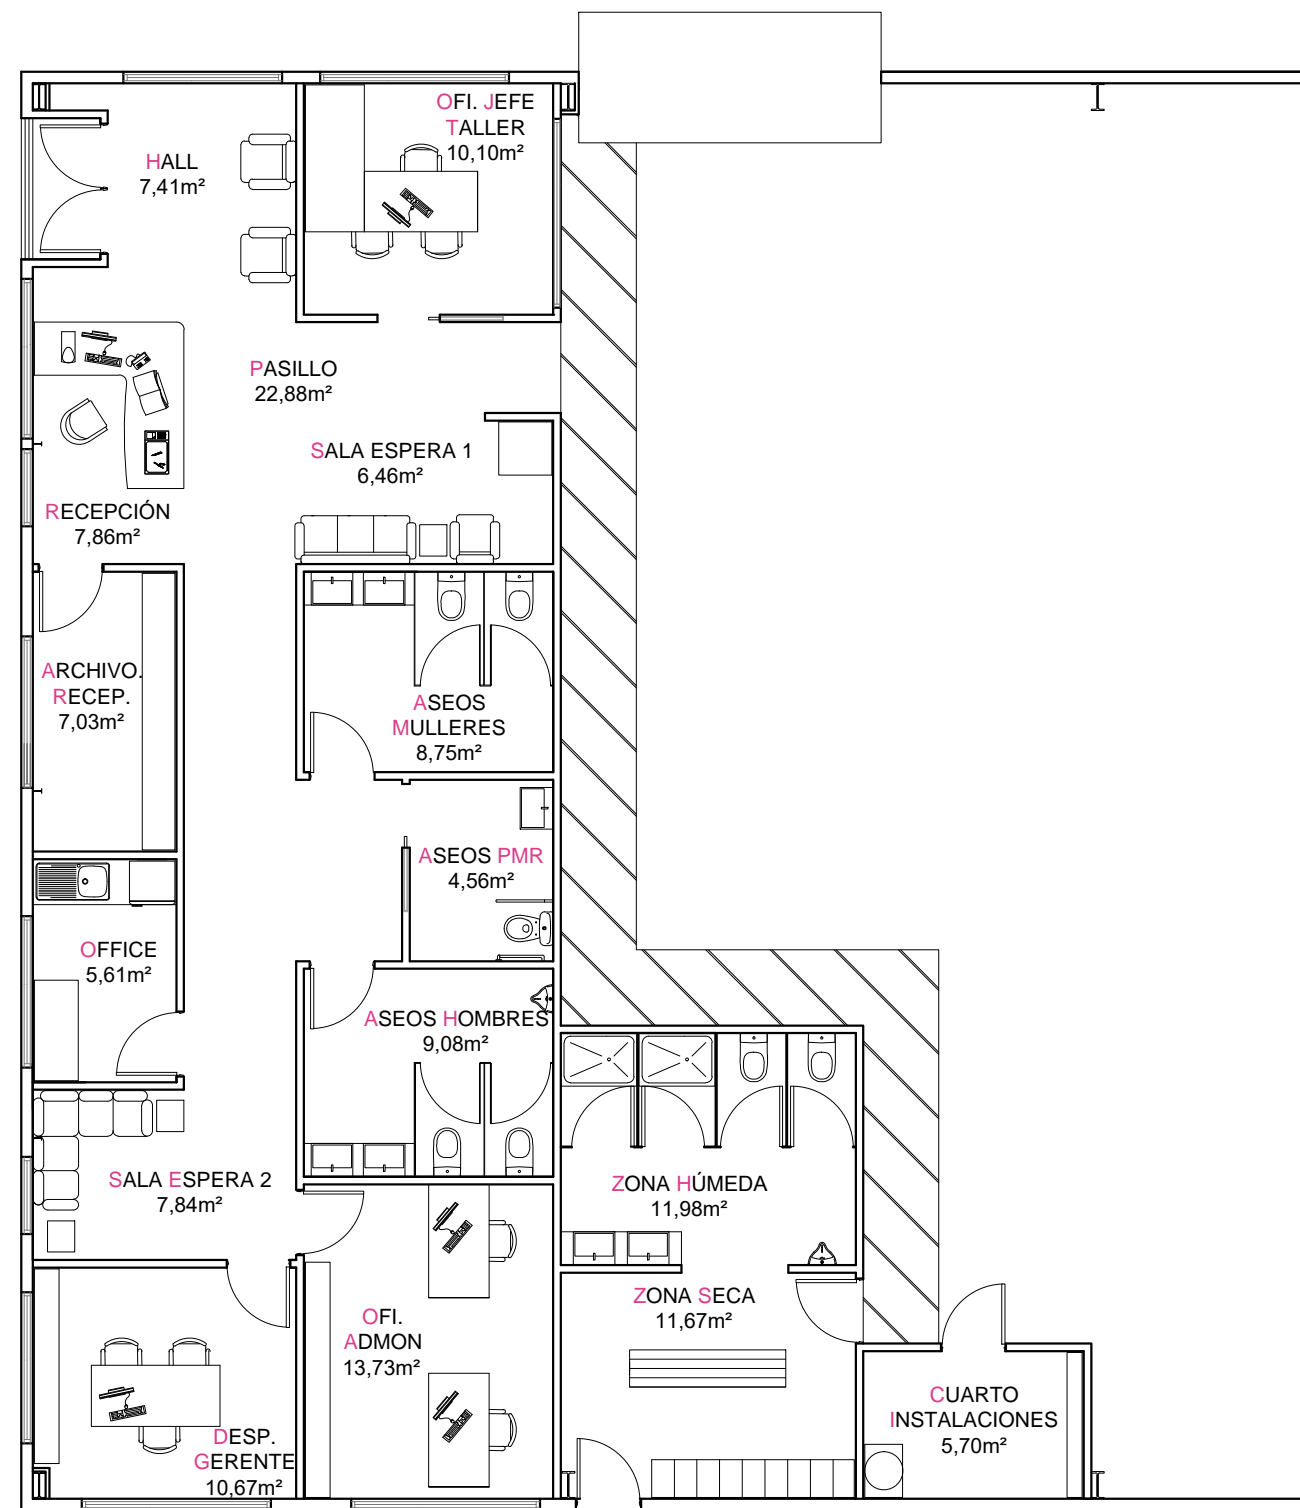 OFI. JEFE
TALLER
10,10m²
HALL
7,41m²
PASILLO
22,88m²
SALA ESPERA 1
6,46m²
RECEPCIÓN
7,86m²
ARCHIVO.
RECEP.
7,03m²
ASEOS
MULLERES
8,75m²
ASEOS PMR
4,56m²
OFFICE
5,61m²
ASEOS HOMBRES
9,08m²
SALA ESPERA 2
7,84m²
ZONA HÚMEDA
11,98m²
ZONA SECA
11,67m²
OFI.
ADMON
13,73m²
CUARTO
INSTALACIONES
5,70m²
DESP.
GERENTE
10,67m²